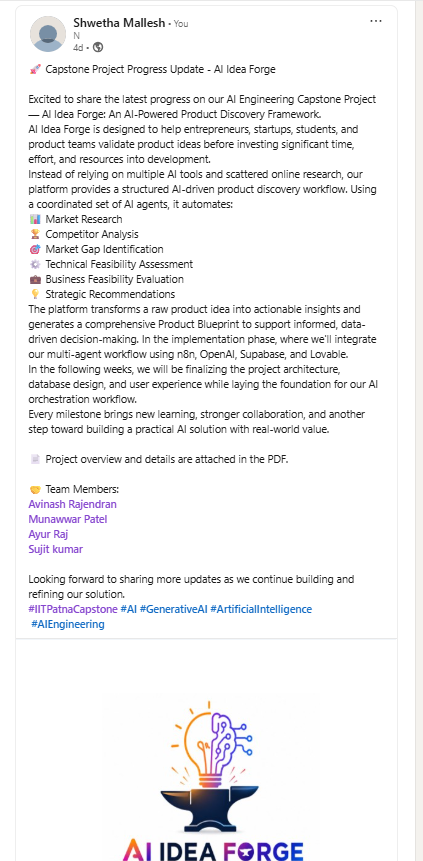 Shwetha Mallesh • You
N
4d •
🚀 Capstone Project Progress Update - AI Idea Forge
Excited to share the latest progress on our AI Engineering Capstone Project
— AI Idea Forge: An AI-Powered Product Discovery Framework.
AI Idea Forge is designed to help entrepreneurs, startups, students, and
product teams validate product ideas before investing significant time,
effort, and resources into development.
Instead of relying on multiple AI tools and scattered online research, our
platform provides a structured AI-driven product discovery workflow. Using
a coordinated set of AI agents, it automates:
📊 Market Research
🏆 Competitor Analysis
🎯 Market Gap Identification
⚙️ Technical Feasibility Assessment
💼 Business Feasibility Evaluation
💡 Strategic Recommendations
The platform transforms a raw product idea into actionable insights and
generates a comprehensive Product Blueprint to support informed, data-
driven decision-making. In the implementation phase, where we'll integrate
our multi-agent workflow using n8n, OpenAI, Supabase, and Lovable.
In the following weeks, we will be finalizing the project architecture,
database design, and user experience while laying the foundation for our AI
orchestration workflow.
Every milestone brings new learning, stronger collaboration, and another
step toward building a practical AI solution with real-world value.
📄 Project overview and details are attached in the PDF.
🤝 Team Members:
Avinash Rajendran
Munawwar Patel
Ayur Raj
Sujit kumar
Looking forward to sharing more updates as we continue building and
refining our solution.
#IITPatnaCapstone #AI #GenerativeAI #ArtificialIntelligence
#AIEngineering
AI IDEA FORGE